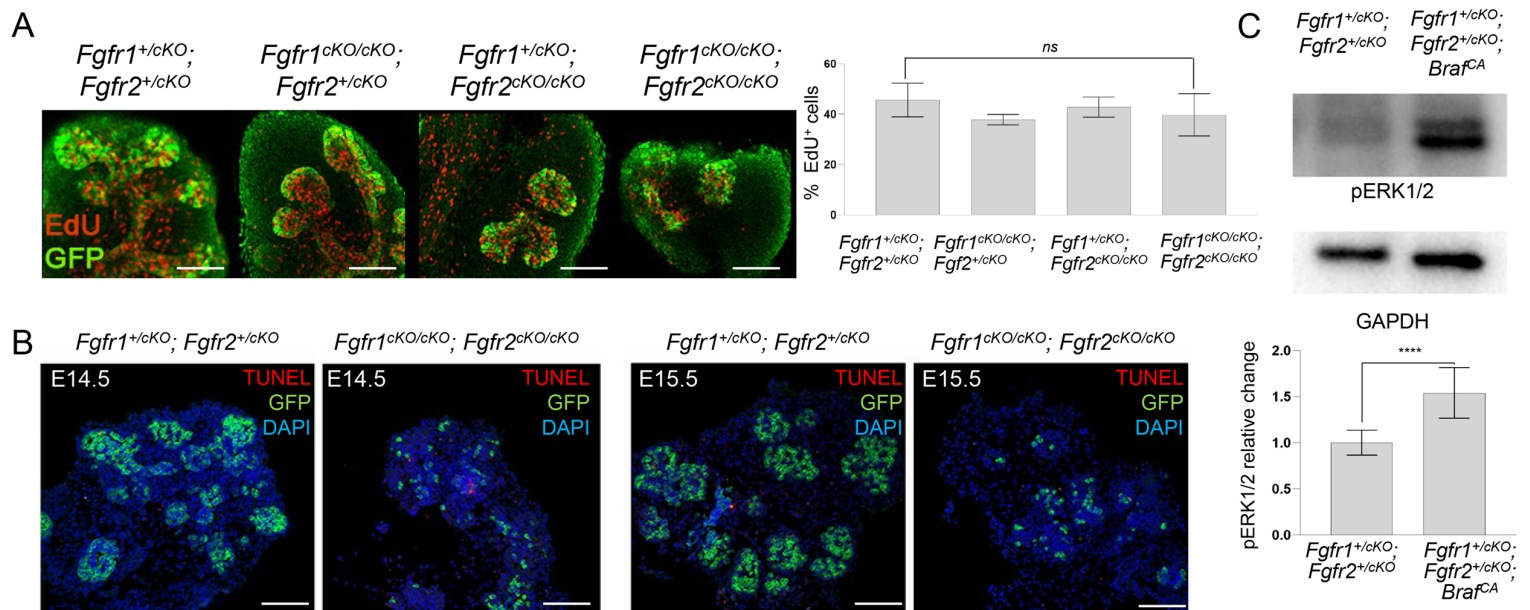 A
Fgfr1+/cKO;
Fgfr2+/cKO
Fgfr1cKO/cKO;
Fgfr2+/cKO
Fgfr1+/cKO;
Fgfr2cKO/cKO
Fgfr1cKO/cKO;
Fgfr2cKO/cKO
EdU
GFP
ns
% EdU+ cells
60
40
20
0
Fgfr1+/cKO;
Fgfr2+/cKO
Fgfr1cKO/cKO;
Fgf2+/cKO
Fgf1+/cKO;
Fgfr2cKO/cKO
Fgfr1cKO/cKO;
Fgfr2cKO/cKO
B
Fgfr1+/cKO; Fgfr2+/cKO
Fgfr1cKO/cKO; Fgfr2cKO/cKO
Fgfr1+/cKO; Fgfr2+/cKO
Fgfr1cKO/cKO; Fgfr2cKO/cKO
E14.5
TUNEL
GFP
DAPI
E14.5
TUNEL
GFP
DAPI
E15.5
TUNEL
GFP
DAPI
E15.5
TUNEL
GFP
DAPI
C
Fgfr1+/cKO;
Fgfr2+/cKO
Fgfr1+/cKO;
Fgfr2+/cKO;
BrafCA
pERK1/2
GAPDH
pERK1/2 relative change
2.0
1.5
1.0
0.5
0.0
****
Fgfr1+/cKO;
Fgfr2+/cKO
Fgfr1+/cKO;
Fgfr2+/cKO;
BrafCA